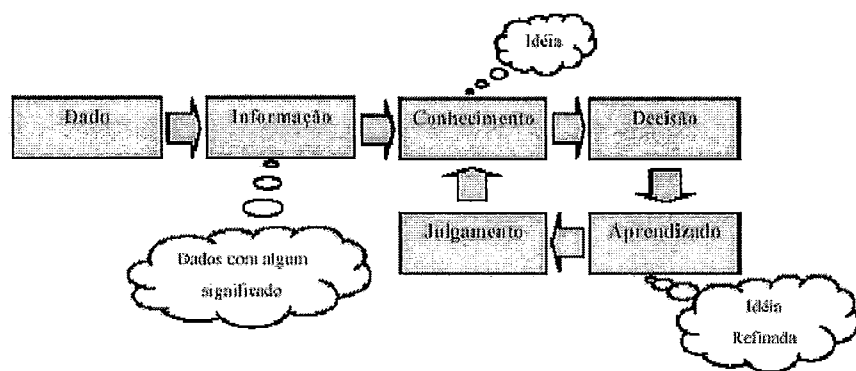 Idéia
Dado
Informação
Conhecimento
Decisão
Julgamento
Aprendizado
Dados com algum
significado
Idéia
Refinada